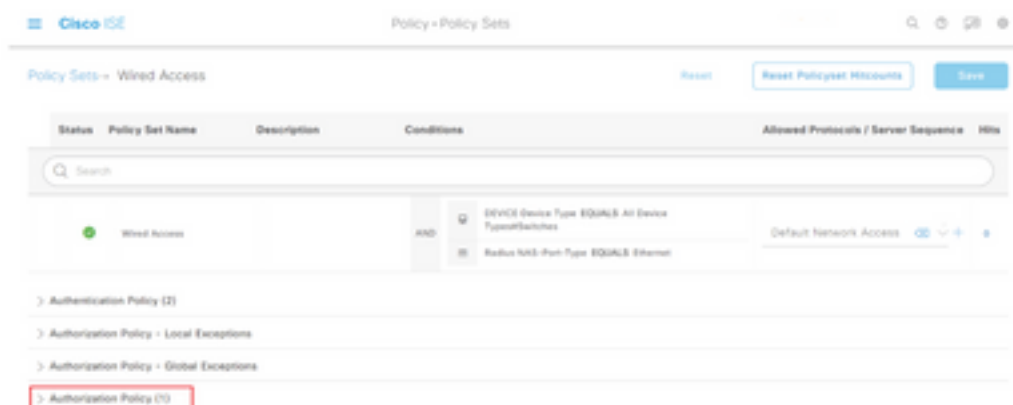 Cisco ISE
Policy · Policy Sets
Policy Sets→ Wired Access
Reset
Reset Policyset Hitcounts
Save
Status Policy Set Name Description Conditions Allowed Protocols / Server Sequence Hits
Search
Wired Access
AND
DEVICE·Device Type EQUALS All Device Types#Switches
Radius·NAS-Port-Type EQUALS Ethernet
Default Network Access
> Authentication Policy (2)
> Authorization Policy - Local Exceptions
> Authorization Policy - Global Exceptions
> Authorization Policy (1)